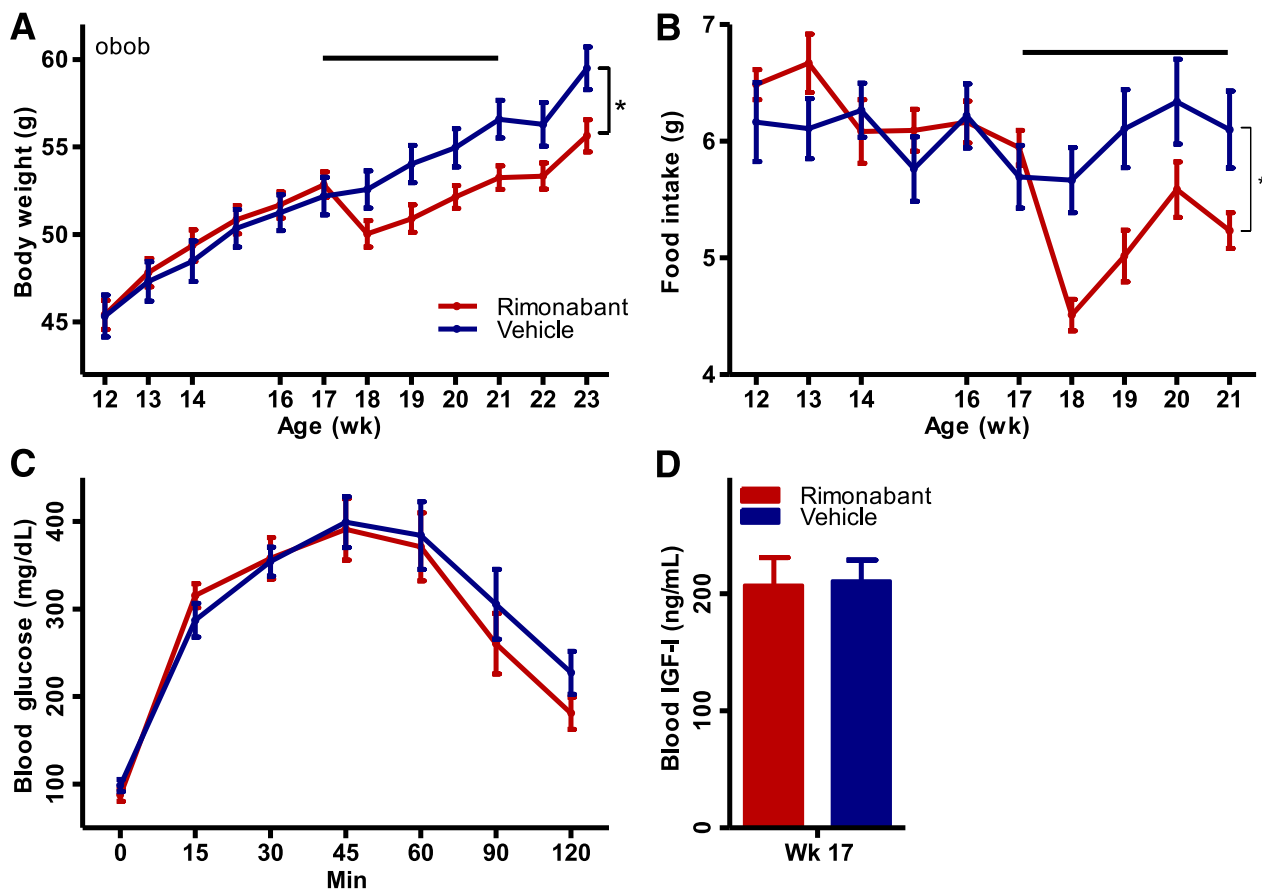 A
obob
Body weight (g)
60
55
50
45
Rimonabant
Vehicle
12 13 14 16 17 18 19 20 21 22 23
Age (wk)
*
B
Food intake (g)
7
6
5
4
12 13 14 16 17 18 19 20 21
Age (wk)
*
C
Blood glucose (mg/dL)
400
300
200
100
0 15 30 45 60 90 120
Min
D
Rimonabant
Vehicle
Blood IGF-I (ng/mL)
200
100
0
Wk 17